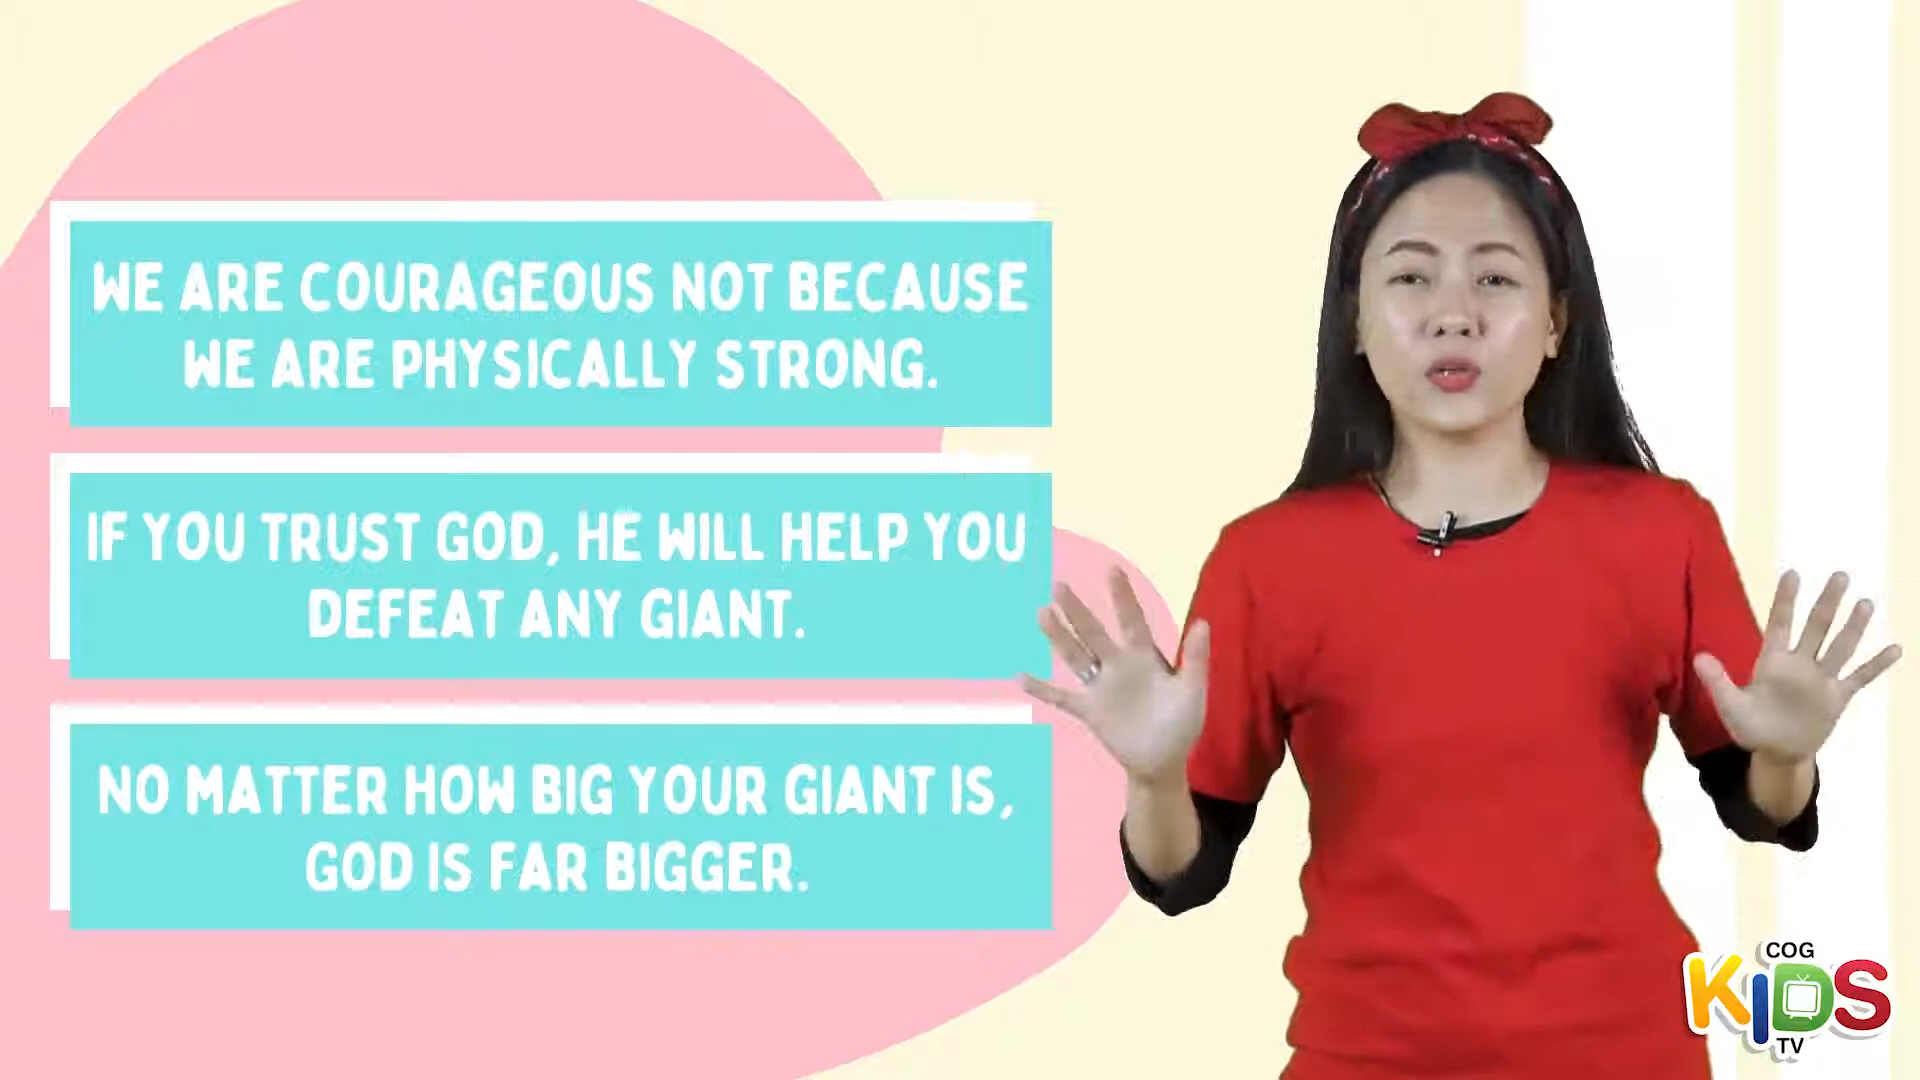 WE ARE COURAGEOUS NOT BECAUSE
WE ARE PHYSICALLY STRONG.
IF YOU TRUST GOD, HE WILL HELP YOU
DEFEAT ANY GIANT.
NO MATTER HOW BIG YOUR GIANT IS,
GOD IS FAR BIGGER.
COG
KIDS
TV